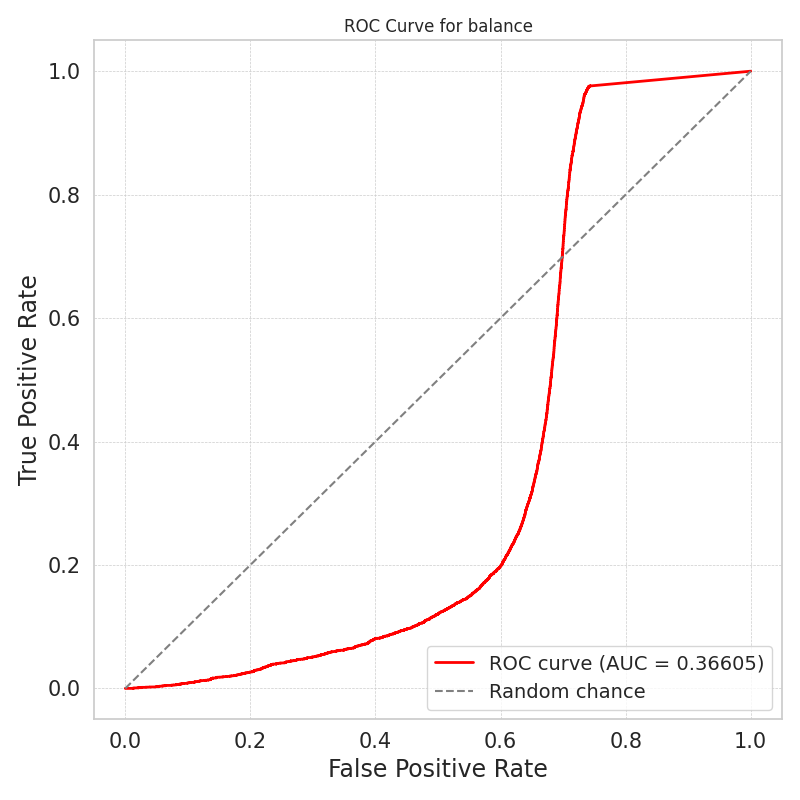 ROC Curve for balance
1.0
0.8
0.6
0.4
0.2
0.0
True Positive Rate
ROC curve (AUC = 0.36605)
Random chance
0.0 0.2 0.4 0.6 0.8 1.0
False Positive Rate